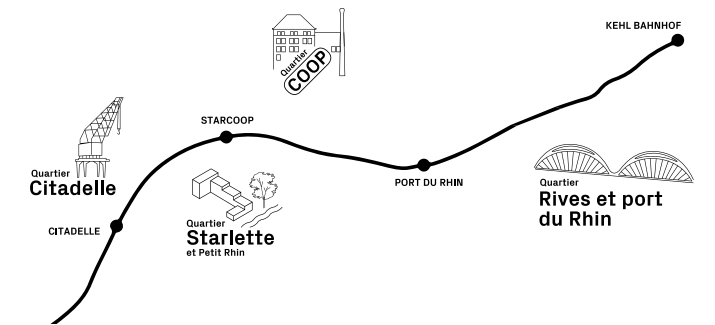 KEHL BAHNHOF
Quartier
COOP
STARCOOP
Quartier
Citadelle
PORT DU RHIN
Quartier
Rives et port
du Rhin
CITADELLE
Quartier
Starlette
et Petit Rhin